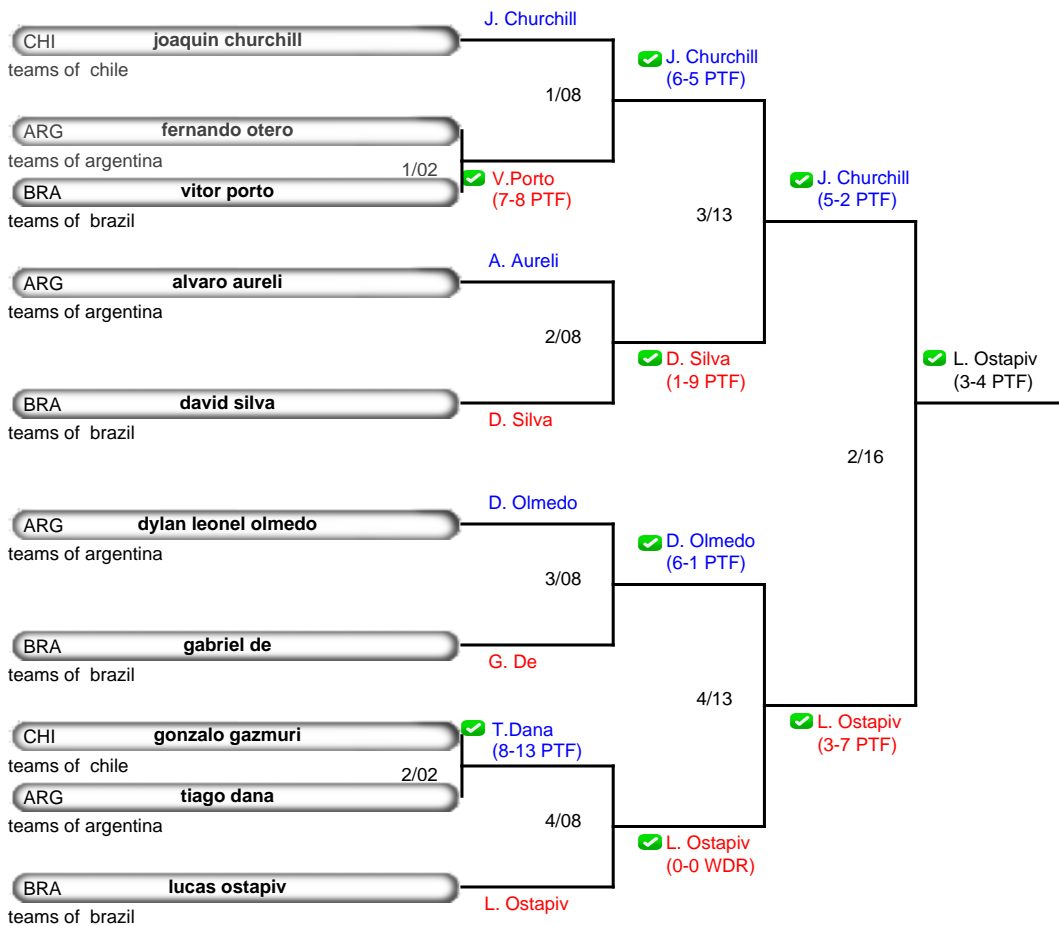 J. Churchill
CHI joaquin churchill
teams of chile
J. Churchill
(6-5 PTF)
1/08
ARG fernando otero
teams of argentina
1/02
V.Porto
(7-8 PTF)
BRA vitor porto
teams of brazil
J. Churchill
(5-2 PTF)
3/13
A. Aureli
ARG alvaro aureli
teams of argentina
2/08
D. Silva
(1-9 PTF)
BRA david silva
teams of brazil
D. Silva
L. Ostapiv
(3-4 PTF)
2/16
D. Olmedo
ARG dylan leonel olmedo
teams of argentina
D. Olmedo
(6-1 PTF)
3/08
BRA gabriel de
teams of brazil
G. De
4/13
CHI gonzalo gazmuri
teams of chile
T.Dana
(8-13 PTF)
L. Ostapiv
(3-7 PTF)
2/02
ARG tiago dana
teams of argentina
4/08
L. Ostapiv
(0-0 WDR)
BRA lucas ostapiv
teams of brazil
L. Ostapiv